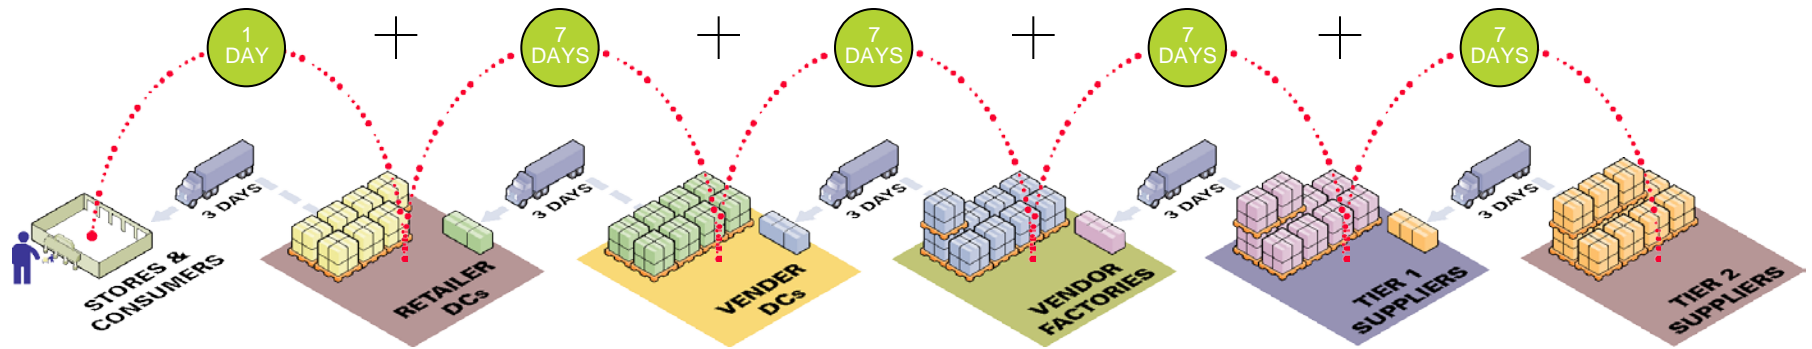 1
DAY
7
DAYS
7
DAYS
7
DAYS
7
DAYS
3 DAYS
3 DAYS
3 DAYS
3 DAYS
3 DAYS
STORES &
CONSUMERS
RETAILER
DCs
VENDER
DCs
VENDOR
FACTORIES
TIER 1
SUPPLIERS
TIER 2
SUPPLIERS